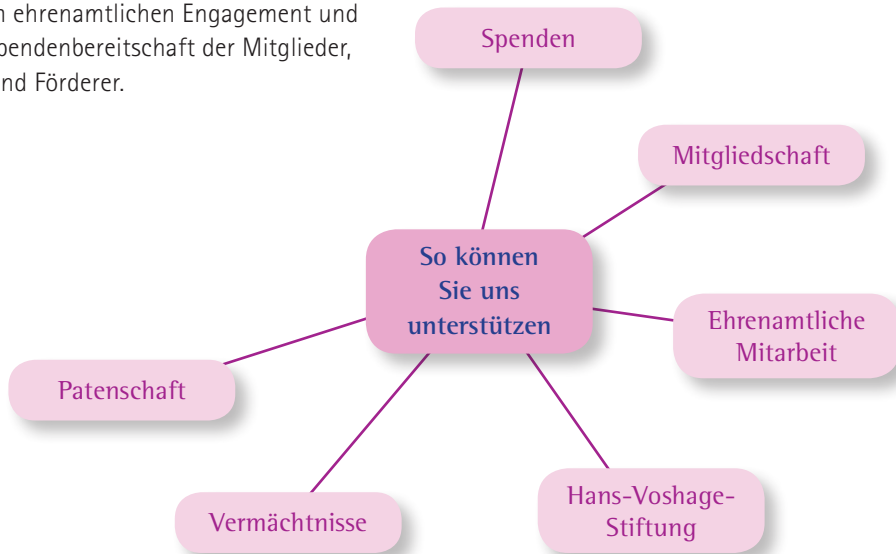 ehrenamtlichen Engagement und
pendenbereitschaft der Mitglieder,
nd Förderer.
Spenden
Mitgliedschaft
So können
Sie uns
unterstützen
Ehrenamtliche
Mitarbeit
Patenschaft
Hans-Voshage-
Stiftung
Vermächtnisse